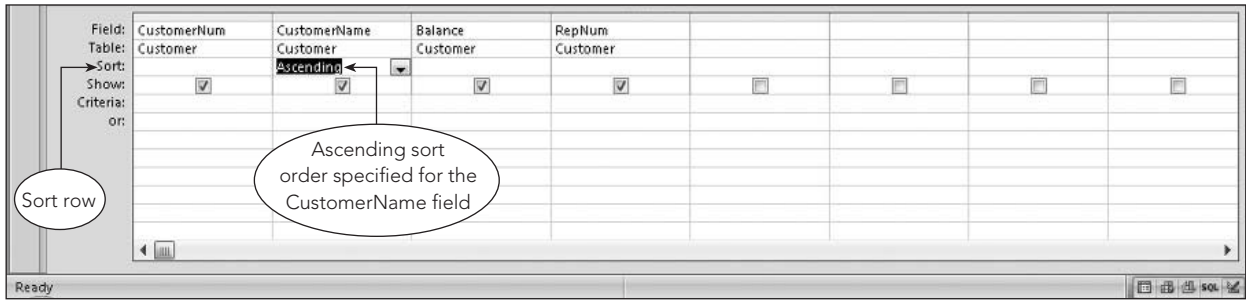 Field: CustomerNum CustomerName Balance RepNum
Table: Customer Customer Customer Customer
Sort: Ascending
Show:
Criteria:
or:
Sort row
Ascending sort
order specified for the
CustomerName field
Ready
SQL